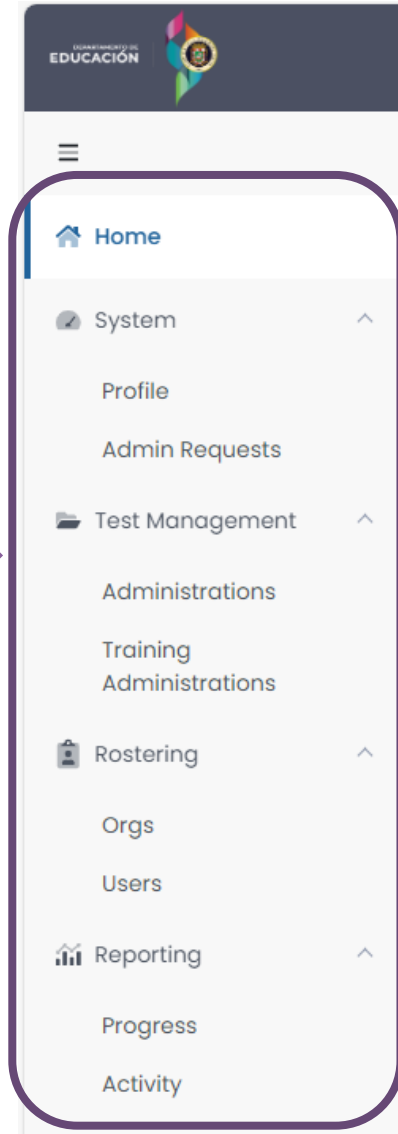 DEPARTAMENTO DE
EDUCACIÓN
Home
System
Profile
Admin Requests
Test Management
Administrations
Training
Administrations
Rostering
Orgs
Users
Reporting
Progress
Activity